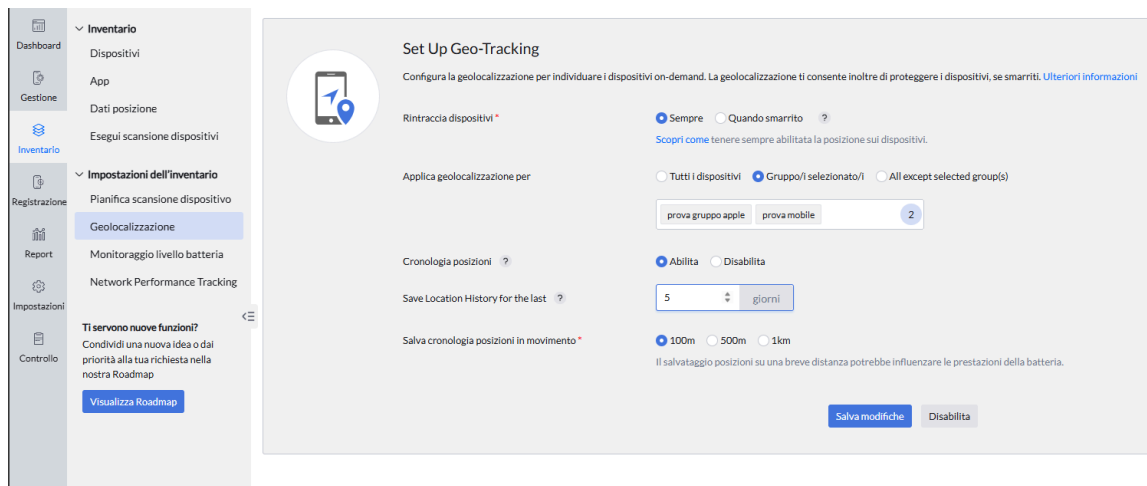 Dashboard
Gestione
Inventario
Registrazione
Report
Impostazioni
Controllo
Inventario
Dispositivi
App
Dati posizione
Esegui scansione dispositivi
Impostazioni dell'inventario
Pianifica scansione dispositivo
Geolocalizzazione
Monitoraggio livello batteria
Network Performance Tracking
Ti servono nuove funzioni?
Condividi una nuova idea o dai
priorità alla tua richiesta nella
nostra Roadmap
Visualizza Roadmap
Set Up Geo-Tracking
Configura la geolocalizzazione per individuare i dispositivi on-demand. La geolocalizzazione ti consente inoltre di proteggere i dispositivi, se smarriti. Ulteriori informazioni
Rintraccia dispositivi * Sempre Quando smarrito ?
Scopri come tenere sempre abilitata la posizione sui dispositivi.
Applica geolocalizzazione per Tutti i dispositivi Gruppo/i selezionato/i All except selected group(s)
prova gruppo apple prova mobile 2
Cronologia posizioni ? Abilita Disabilita
Save Location History for the last ? 5 giorni
Salva cronologia posizioni in movimento * 100m 500m 1km
Il salvataggio posizioni su una breve distanza potrebbe influenzare le prestazioni della batteria.
Salva modifiche Disabilita